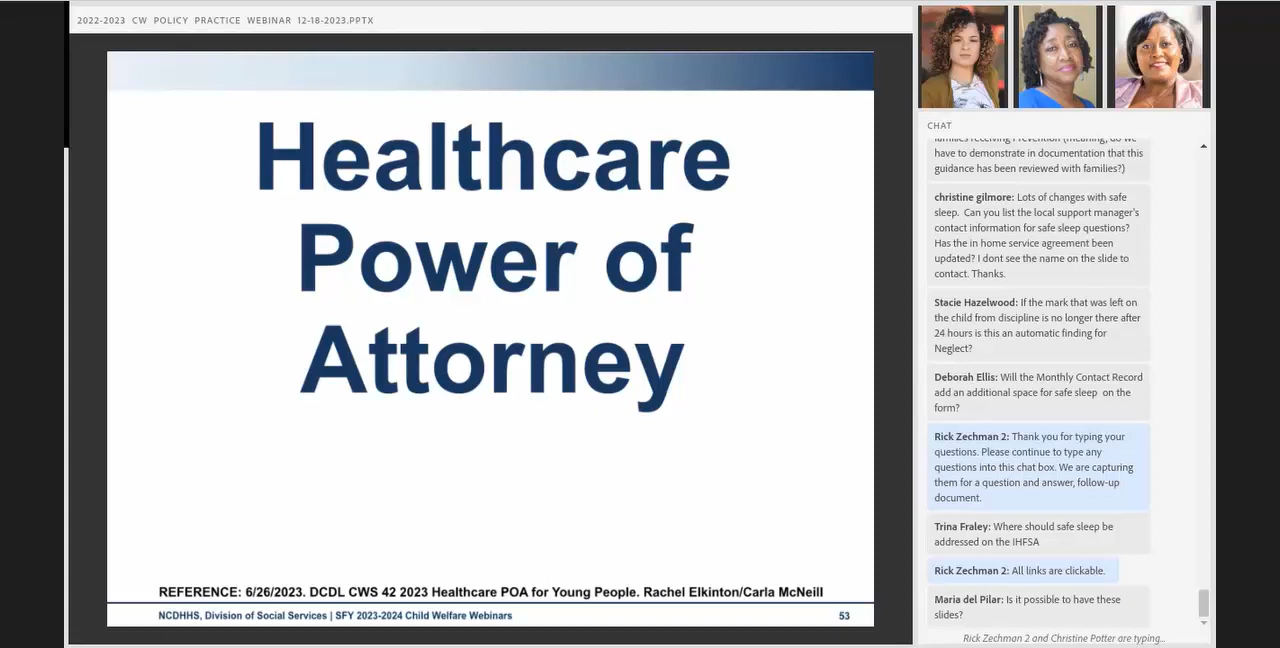 2022-2023 CW POLICY PRACTICE WEBINAR 12-18-2023.PPTX
Healthcare
Power of
Attorney
REFERENCE: 6/26/2023. DCDL CWS 42 2023 Healthcare POA for Young People. Rachel Elkinton/Carla McNeill
NCDHHS, Division of Social Services | SFY 2023-2024 Child Welfare Webinars
53
CHAT
families receiving Prevention (meaning, do we
have to demonstrate in documentation that this
guidance has been reviewed with families?)
christine gilmore: Lots of changes with safe
sleep. Can you list the local support manager's
contact information for safe sleep questions?
Has the in home service agreement been
updated? I dont see the name on the slide to
contact. Thanks.
Stacie Hazelwood: If the mark that was left on
the child from discipline is no longer there after
24 hours is this an automatic finding for
Neglect?
Deborah Ellis: Will the Monthly Contact Record
add an additional space for safe sleep on the
form?
Rick Zechman 2: Thank you for typing your
questions. Please continue to type any
questions into this chat box. We are capturing
them for a question and answer, follow-up
document.
Trina Fraley: Where should safe sleep be
addressed on the IHFSA
Rick Zechman 2: All links are clickable.
Maria del Pilar: Is it possible to have these
slides?
Rick Zechman 2 and Christine Potter are typing...